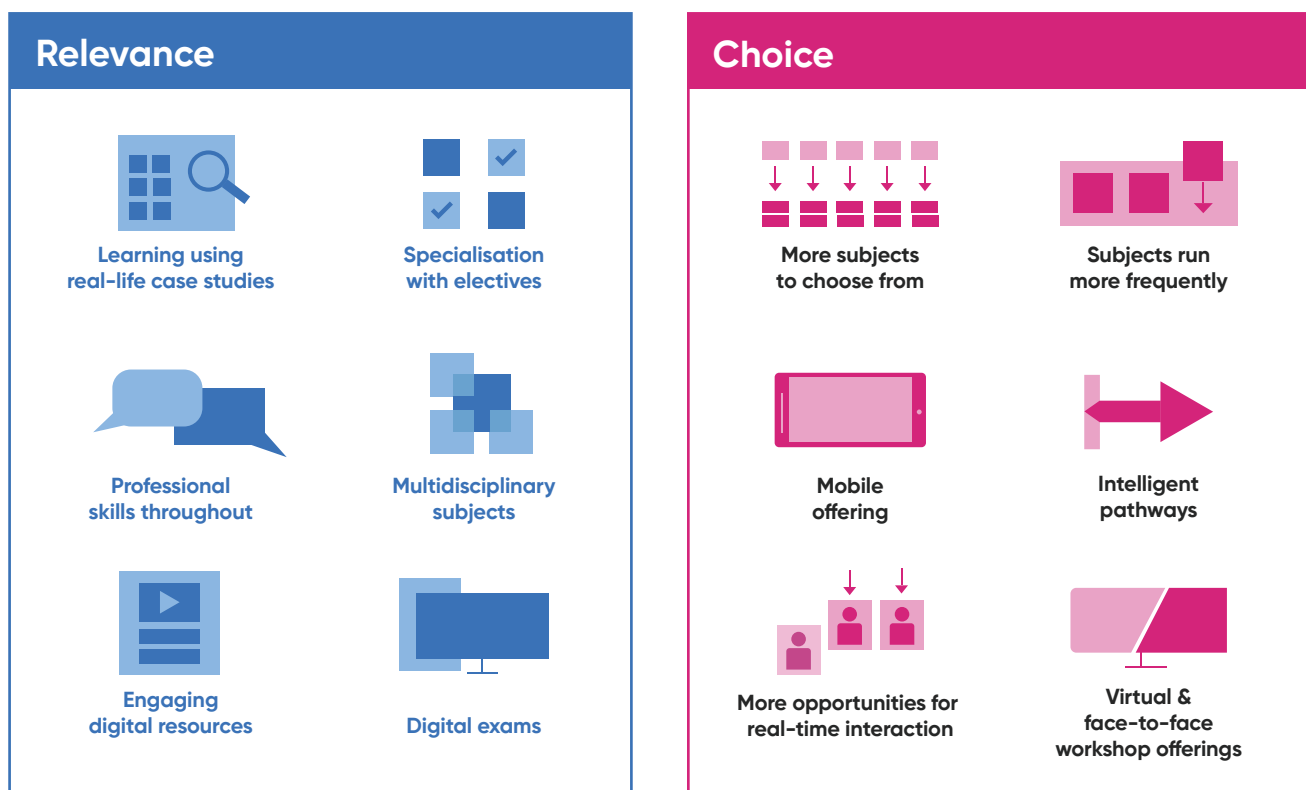 Relevance
Learning using
real-life case studies
Specialisation
with electives
Professional
skills throughout
Multidisciplinary
subjects
Engaging
digital resources
Digital exams
Choice
More subjects
to choose from
Subjects run
more frequently
Mobile
offering
Intelligent
pathways
More opportunities for
real-time interaction
Virtual &
face-to-face
workshop offerings